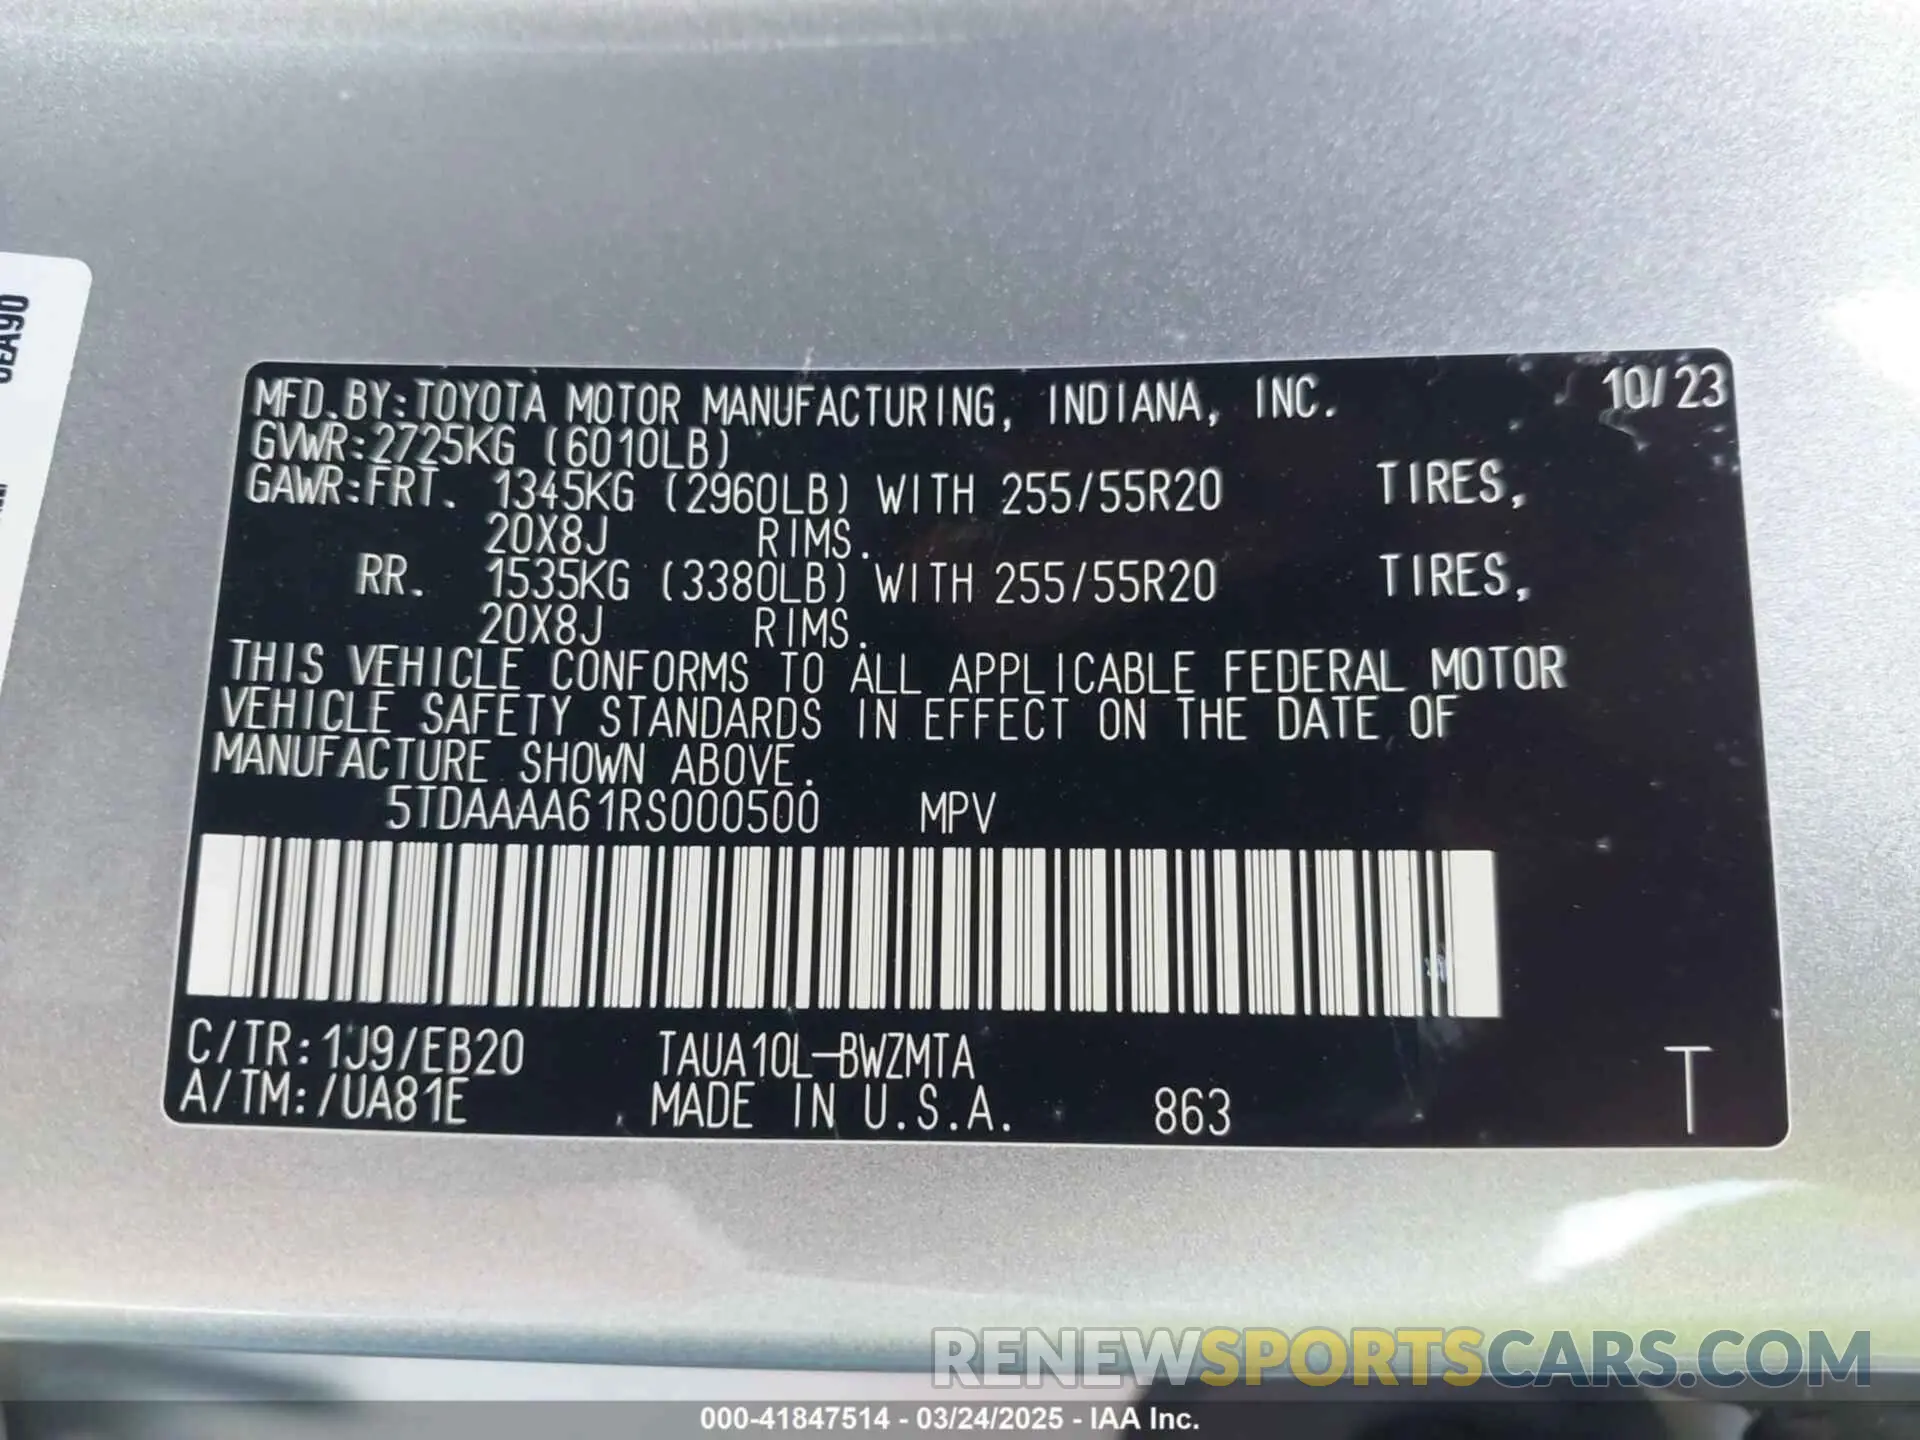 MFD.BY:TOYOTA MOTOR MANUFACTURING, INDIANA, INC. 10/23
GVWR:2725KG (6010LB)
GAWR:FRT. 1345KG (2960LB) WITH 255/55R20 TIRES,
20X8J RIMS.
RR. 1535KG (3380LB) WITH 255/55R20 TIRES,
20X8J RIMS.
THIS VEHICLE CONFORMS TO ALL APPLICABLE FEDERAL MOTOR
VEHICLE SAFETY STANDARDS IN EFFECT ON THE DATE OF
MANUFACTURE SHOWN ABOVE.
5TDAAAA61RS000500 MPV
C/TR:1J9/EB20 TAUA10L-BWZMTA
A/TM:/UA81E MADE IN U.S.A. 863 T
RENEWSPORTSCARS.COM
000-41847514 - 03/24/2025 - IAA Inc.